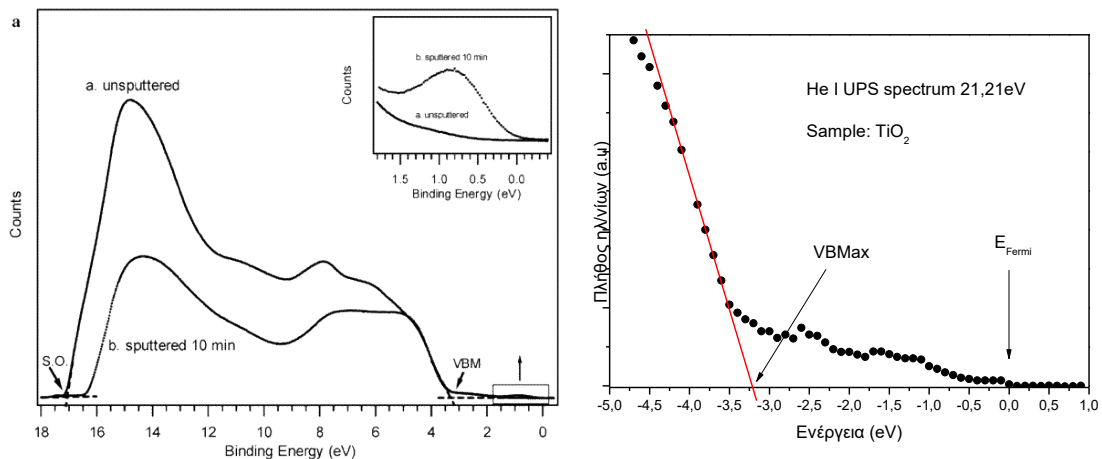 a
a. unsputtered
b. sputtered 10 min
S.O.
VBM
Counts
18 16 14 12 10 8 6 4 2 0
Binding Energy (eV)
b. sputtered 10 min
a. unsputtered
Counts
1.5 1.0 0.5 0.0
Binding Energy (eV)
He I UPS spectrum 21,21eV
Sample: TiO2
VBMax
EFermi
Πλήθος ηλ/νίων (a.u)
-5,0 -4,5 -4,0 -3,5 -3,0 -2,5 -2,0 -1,5 -1,0 -0,5 0,0 0,5 1,0
Ενέργεια (eV)